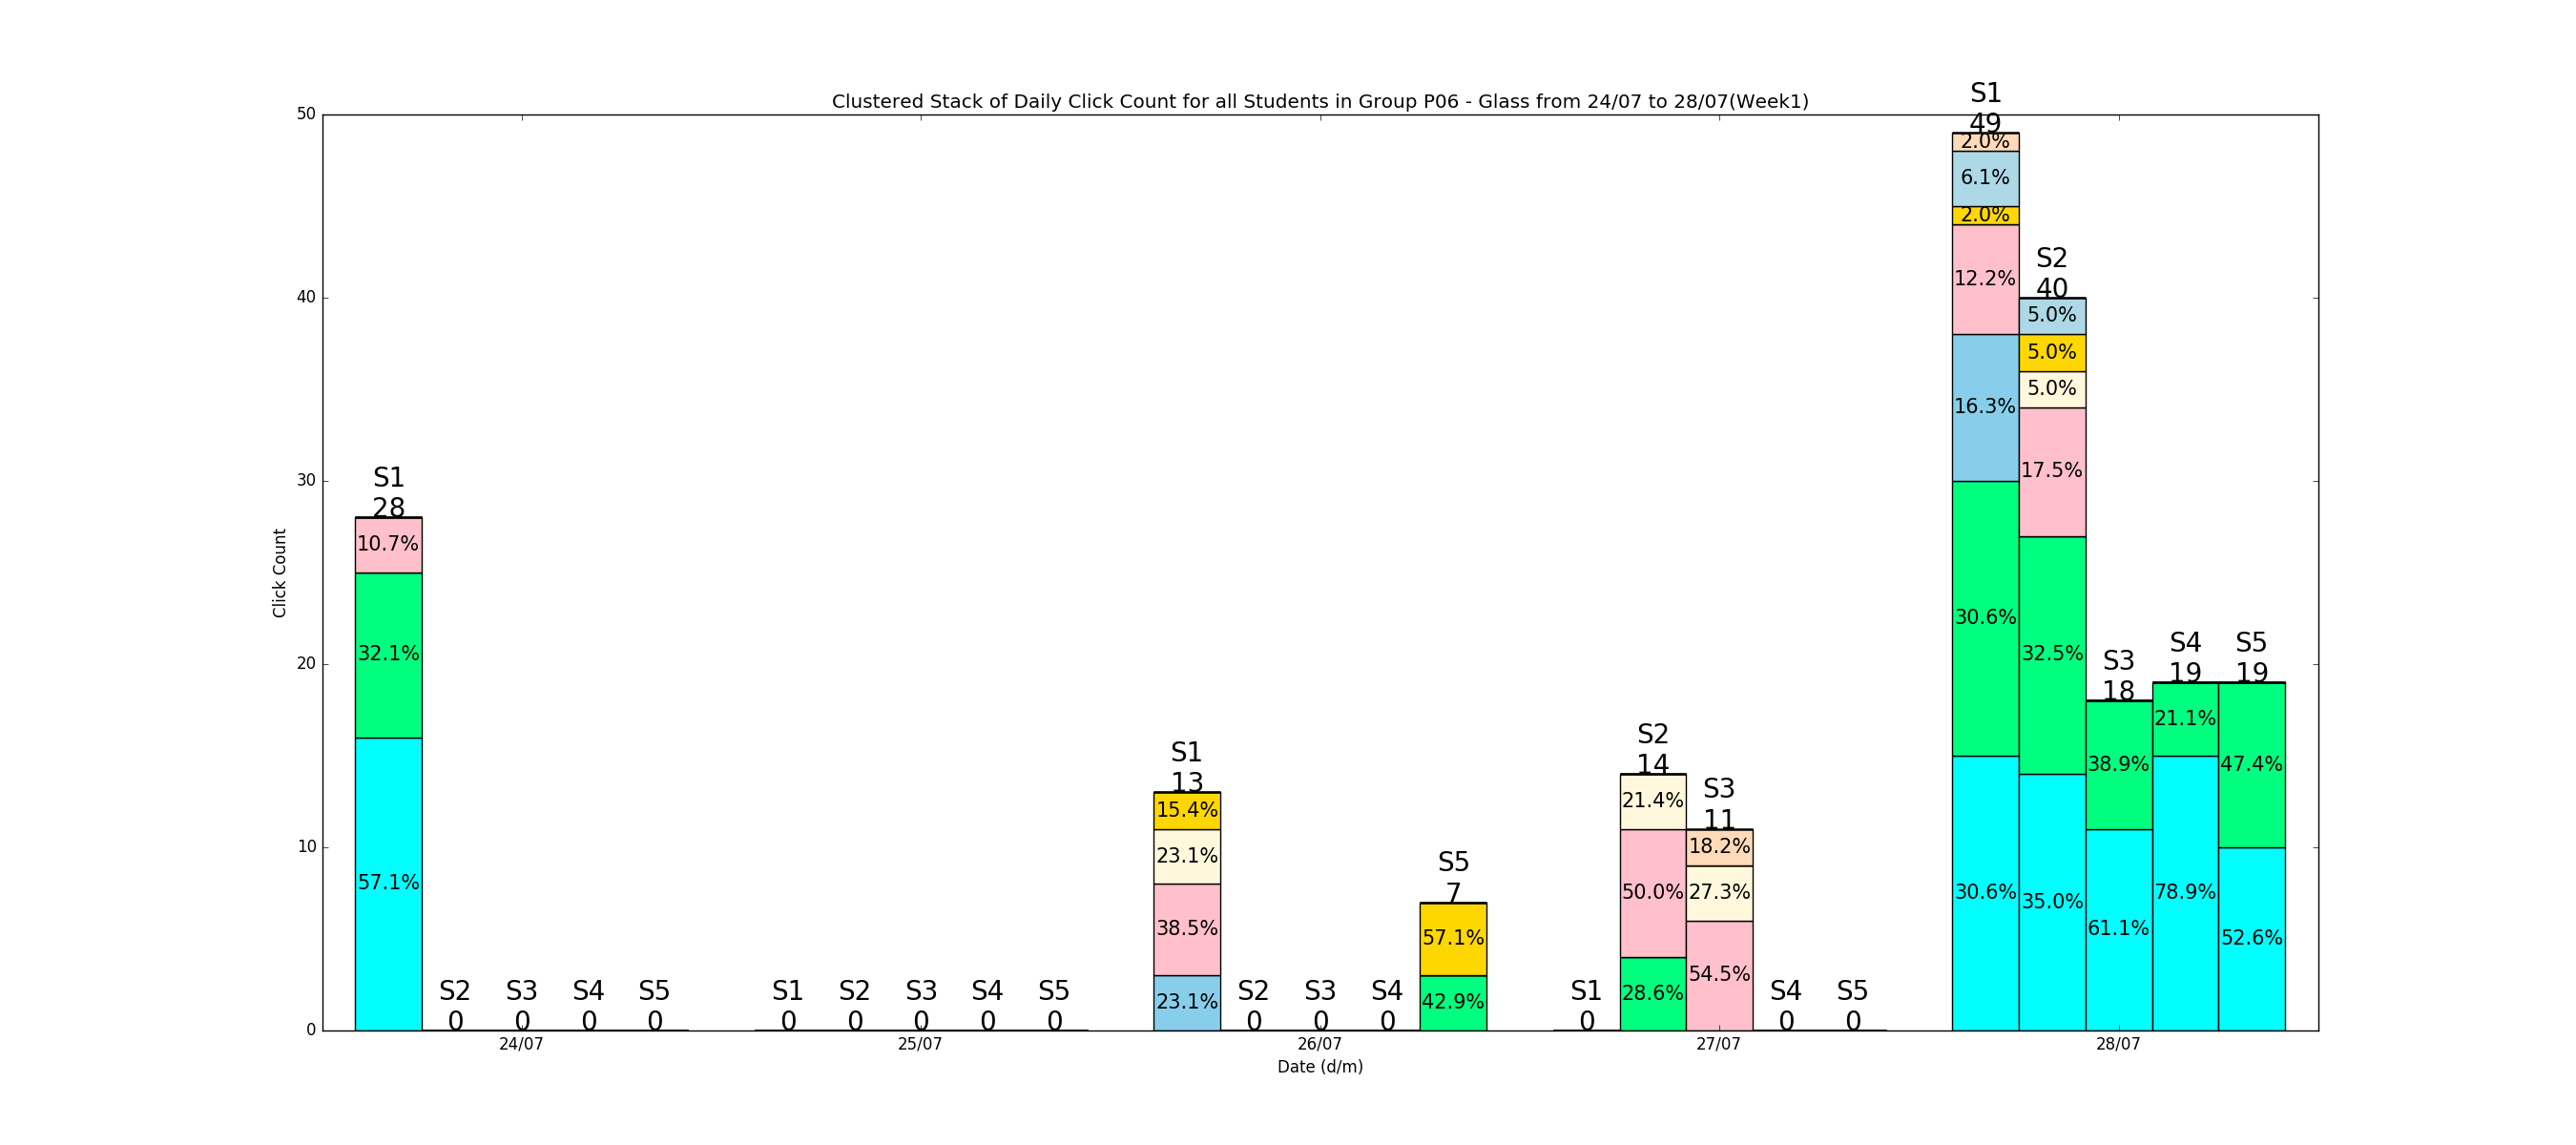 Clustered Stack of Daily Click Count for all Students in Group P06 - Glass from 24/07 to 28/07(Week1)
Click Count
50
40
30
20
10
0
S1
28
10.7%
32.1%
57.1%
S2
0
S3
0
S4
0
S5
0
24/07
S1
0
S2
0
S3
0
S4
0
S5
0
25/07
S1
13
15.4%
23.1%
38.5%
23.1%
S2
0
S3
0
S4
0
S5
7
57.1%
42.9%
26/07
S1
0
S2
14
21.4%
50.0%
28.6%
S3
11
18.2%
27.3%
54.5%
S4
0
S5
0
27/07
S1
49
2.0%
6.1%
2.0%
12.2%
16.3%
30.6%
30.6%
S2
40
5.0%
5.0%
5.0%
17.5%
32.5%
35.0%
S3
18
38.9%
61.1%
S4
19
21.1%
78.9%
S5
19
47.4%
52.6%
28/07
Date (d/m)